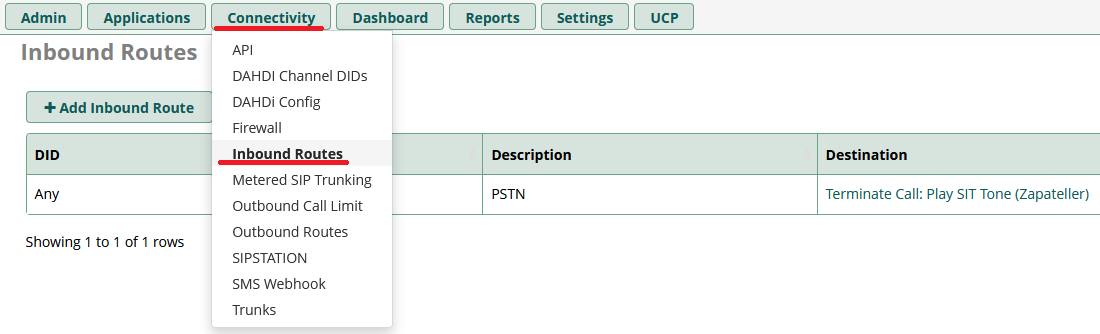 Admin Applications Connectivity Dashboard Reports Settings UCP
Inbound Routes
API
DAHDI Channel DIDs
DAHDi Config
Firewall
Inbound Routes
Metered SIP Trunking
Outbound Call Limit
Outbound Routes
SIPSTATION
SMS Webhook
Trunks
+ Add Inbound Route
DID Description Destination
Any PSTN Terminate Call: Play SIT Tone (Zapateller)
Showing 1 to 1 of 1 rows